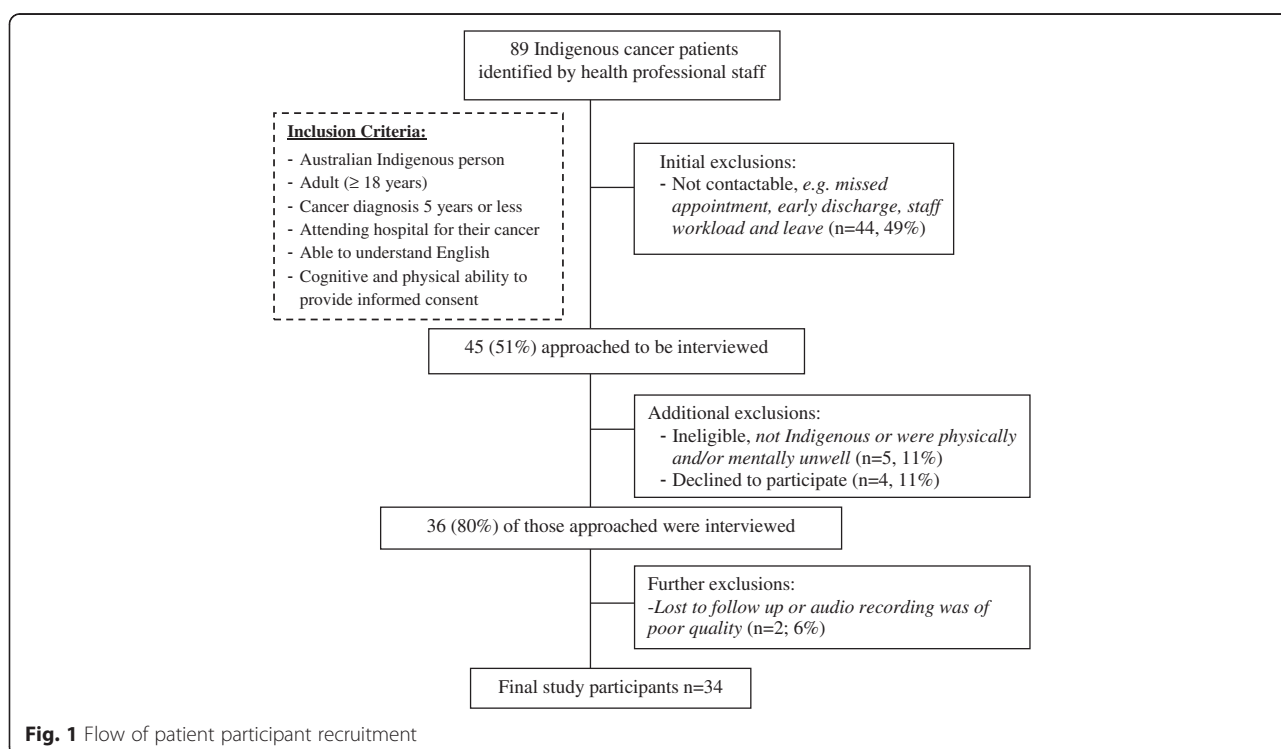 89 Indigenous cancer patients
identified by health professional staff
Inclusion Criteria:
- Australian Indigenous person
- Adult (≥ 18 years)
- Cancer diagnosis 5 years or less
- Attending hospital for their cancer
- Able to understand English
- Cognitive and physical ability to
provide informed consent
Initial exclusions:
- Not contactable, e.g. missed
appointment, early discharge, staff
workload and leave (n=44, 49%)
45 (51%) approached to be interviewed
Additional exclusions:
- Ineligible, not Indigenous or were physically
and/or mentally unwell (n=5, 11%)
- Declined to participate (n=4, 11%)
36 (80%) of those approached were interviewed
Further exclusions:
-Lost to follow up or audio recording was of
poor quality (n=2; 6%)
Final study participants n=34
Fig. 1 Flow of patient participant recruitment